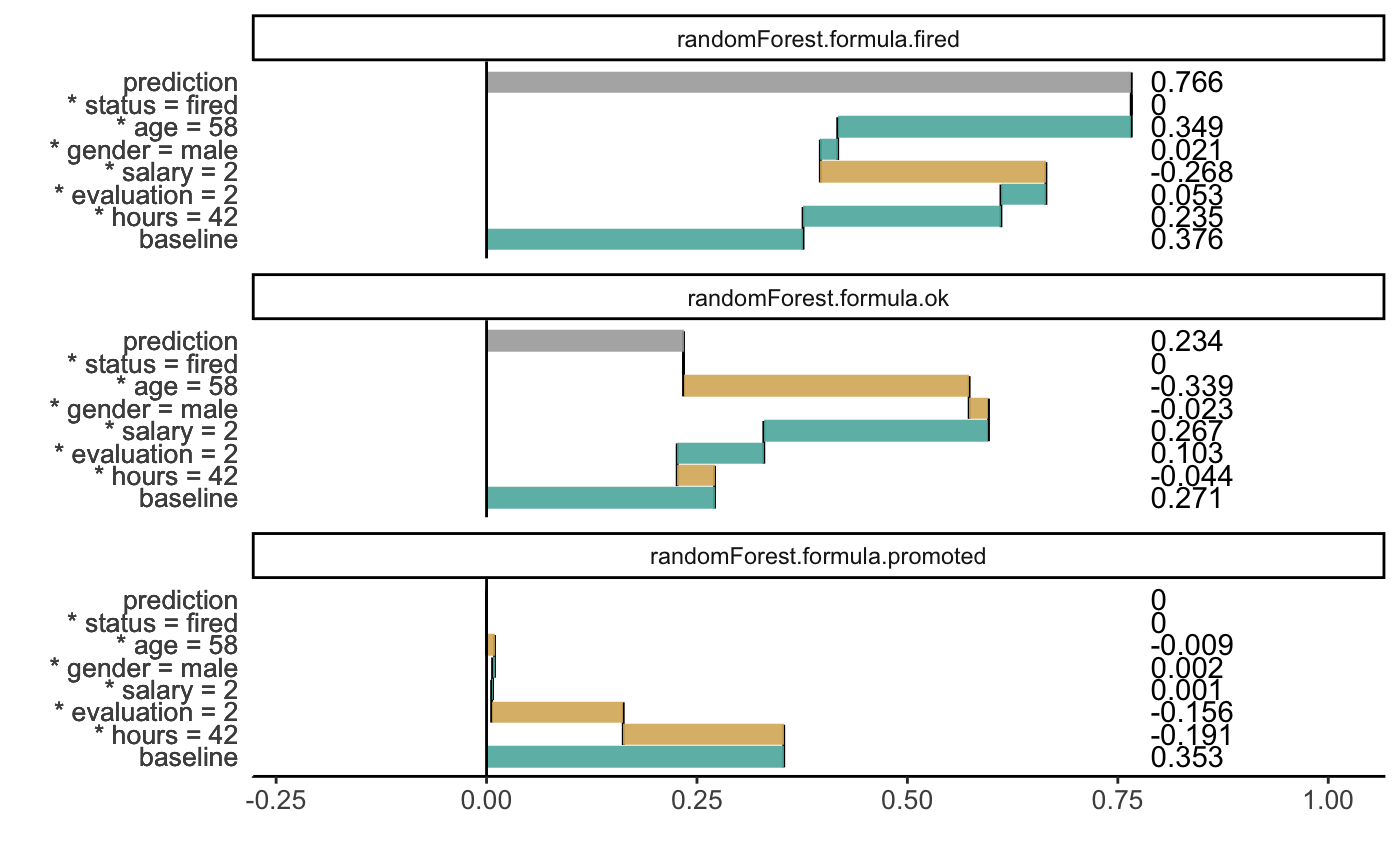 randomForest.formula.fired
prediction 0.766
* status = fired 0
* age = 58 0.349
* gender = male 0.021
* salary = 2 -0.268
* evaluation = 2 0.053
* hours = 42 0.235
baseline 0.376
randomForest.formula.ok
prediction 0.234
* status = fired 0
* age = 58 -0.339
* gender = male -0.023
* salary = 2 0.267
* evaluation = 2 0.103
* hours = 42 -0.044
baseline 0.271
randomForest.formula.promoted
prediction 0
* status = fired 0
* age = 58 -0.009
* gender = male 0.002
* salary = 2 0.001
* evaluation = 2 -0.156
* hours = 42 -0.191
baseline 0.353
-0.25 0.00 0.25 0.50 0.75 1.00